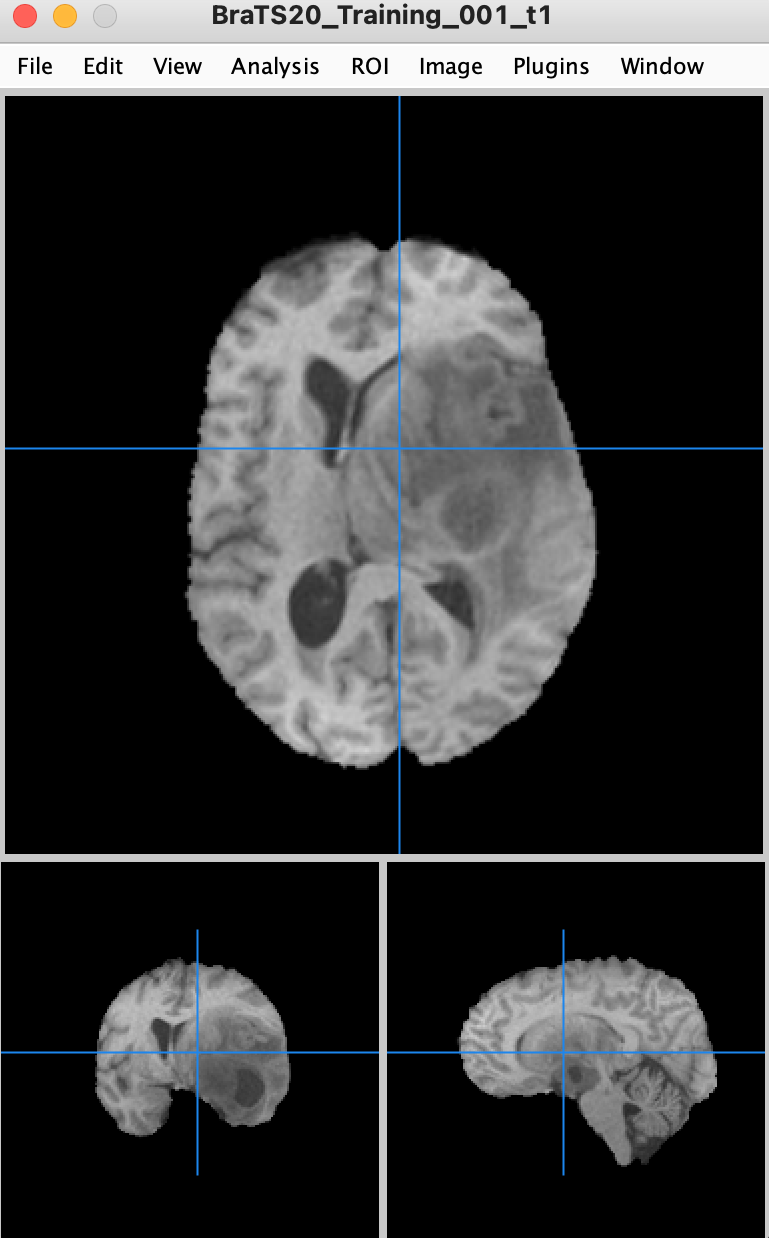 BraTS20_Training_001_t1
File Edit View Analysis ROI Image Plugins Window